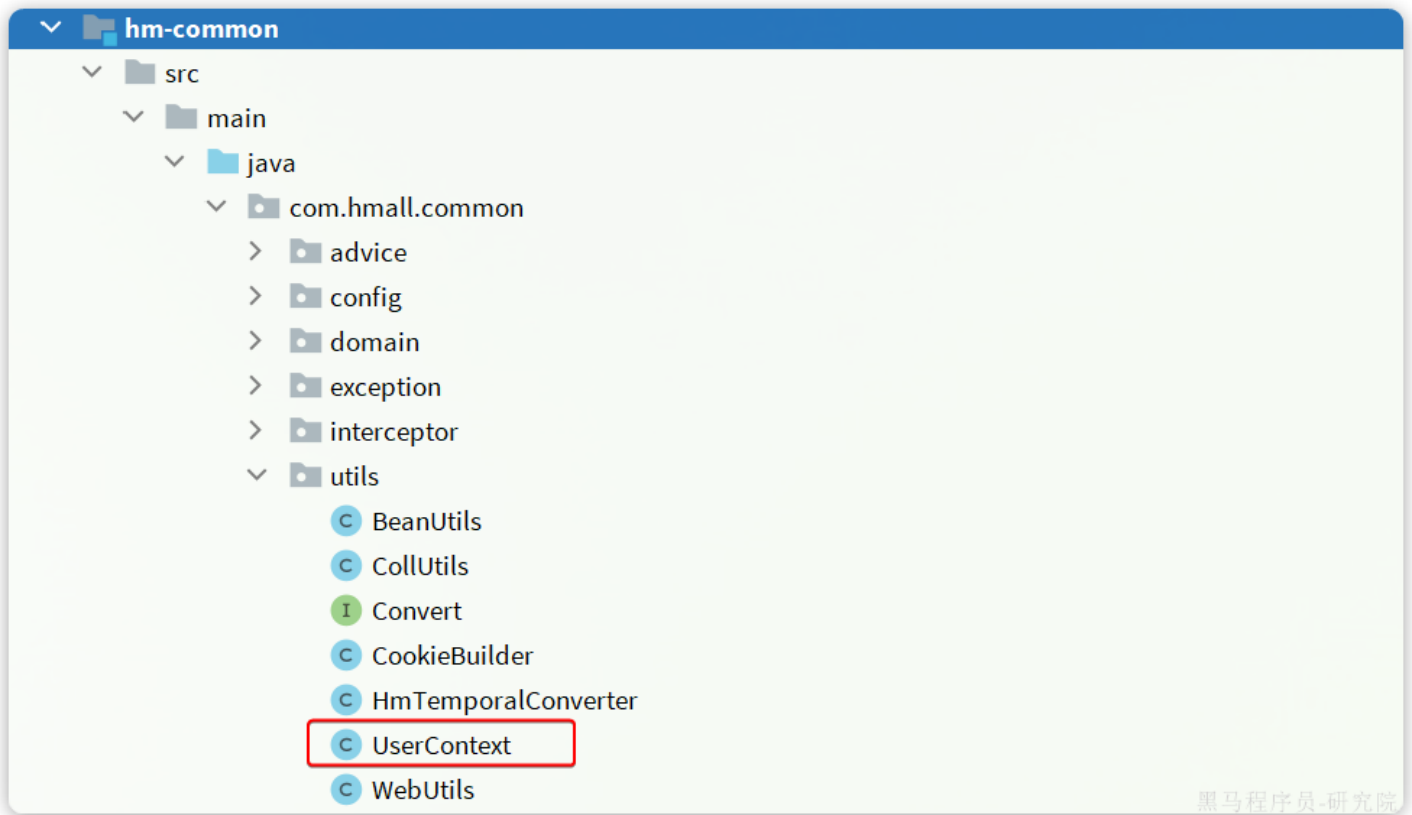 hm-common
src
main
java
com.hmall.common
advice
config
domain
exception
interceptor
utils
C BeanUtils
C CollUtils
I Convert
C CookieBuilder
C HmTemporalConverter
C UserContext
C WebUtils
黑马程序员-研究院